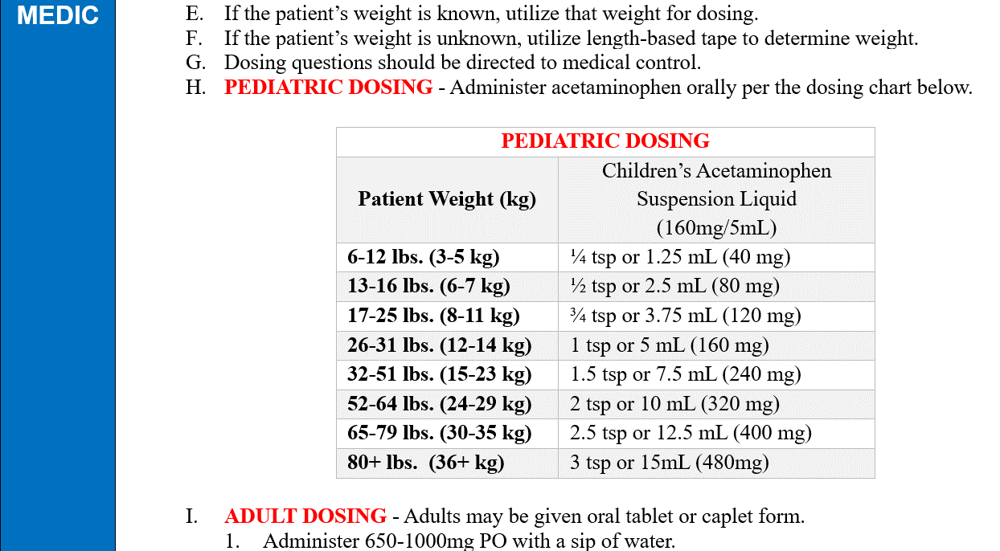 MEDIC
E. If the patient’s weight is known, utilize that weight for dosing.
F. If the patient’s weight is unknown, utilize length-based tape to determine weight.
G. Dosing questions should be directed to medical control.
H. PEDIATRIC DOSING - Administer acetaminophen orally per the dosing chart below.
PEDIATRIC DOSING
Patient Weight (kg)
Children’s Acetaminophen
Suspension Liquid
(160mg/5mL)
6-12 lbs. (3-5 kg) ¼ tsp or 1.25 mL (40 mg)
13-16 lbs. (6-7 kg) ½ tsp or 2.5 mL (80 mg)
17-25 lbs. (8-11 kg) ¾ tsp or 3.75 mL (120 mg)
26-31 lbs. (12-14 kg) 1 tsp or 5 mL (160 mg)
32-51 lbs. (15-23 kg) 1.5 tsp or 7.5 mL (240 mg)
52-64 lbs. (24-29 kg) 2 tsp or 10 mL (320 mg)
65-79 lbs. (30-35 kg) 2.5 tsp or 12.5 mL (400 mg)
80+ lbs. (36+ kg) 3 tsp or 15mL (480mg)
I. ADULT DOSING - Adults may be given oral tablet or caplet form.
1. Administer 650-1000mg PO with a sip of water.